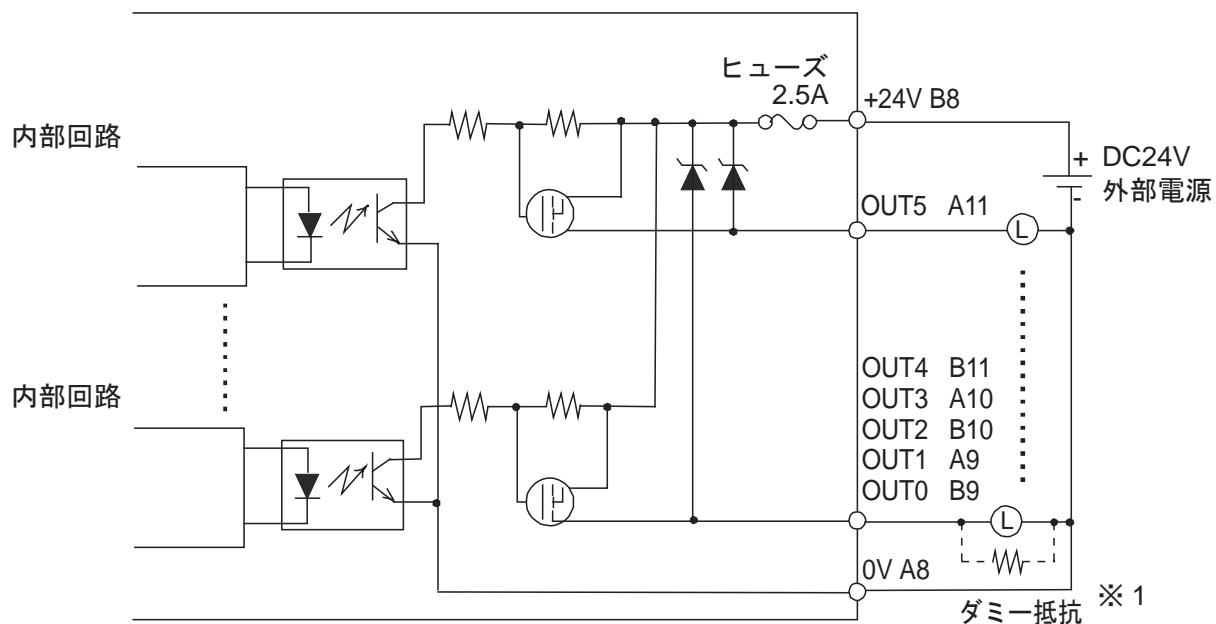 ヒューズ
2.5A
+24V B8
内部回路
+ DC24V
- 外部電源
OUT5 A11
L
OUT4 B11
内部回路
OUT3 A10
OUT2 B10
OUT1 A9
OUT0 B9
L
0V A8
ダミー抵抗 ※1